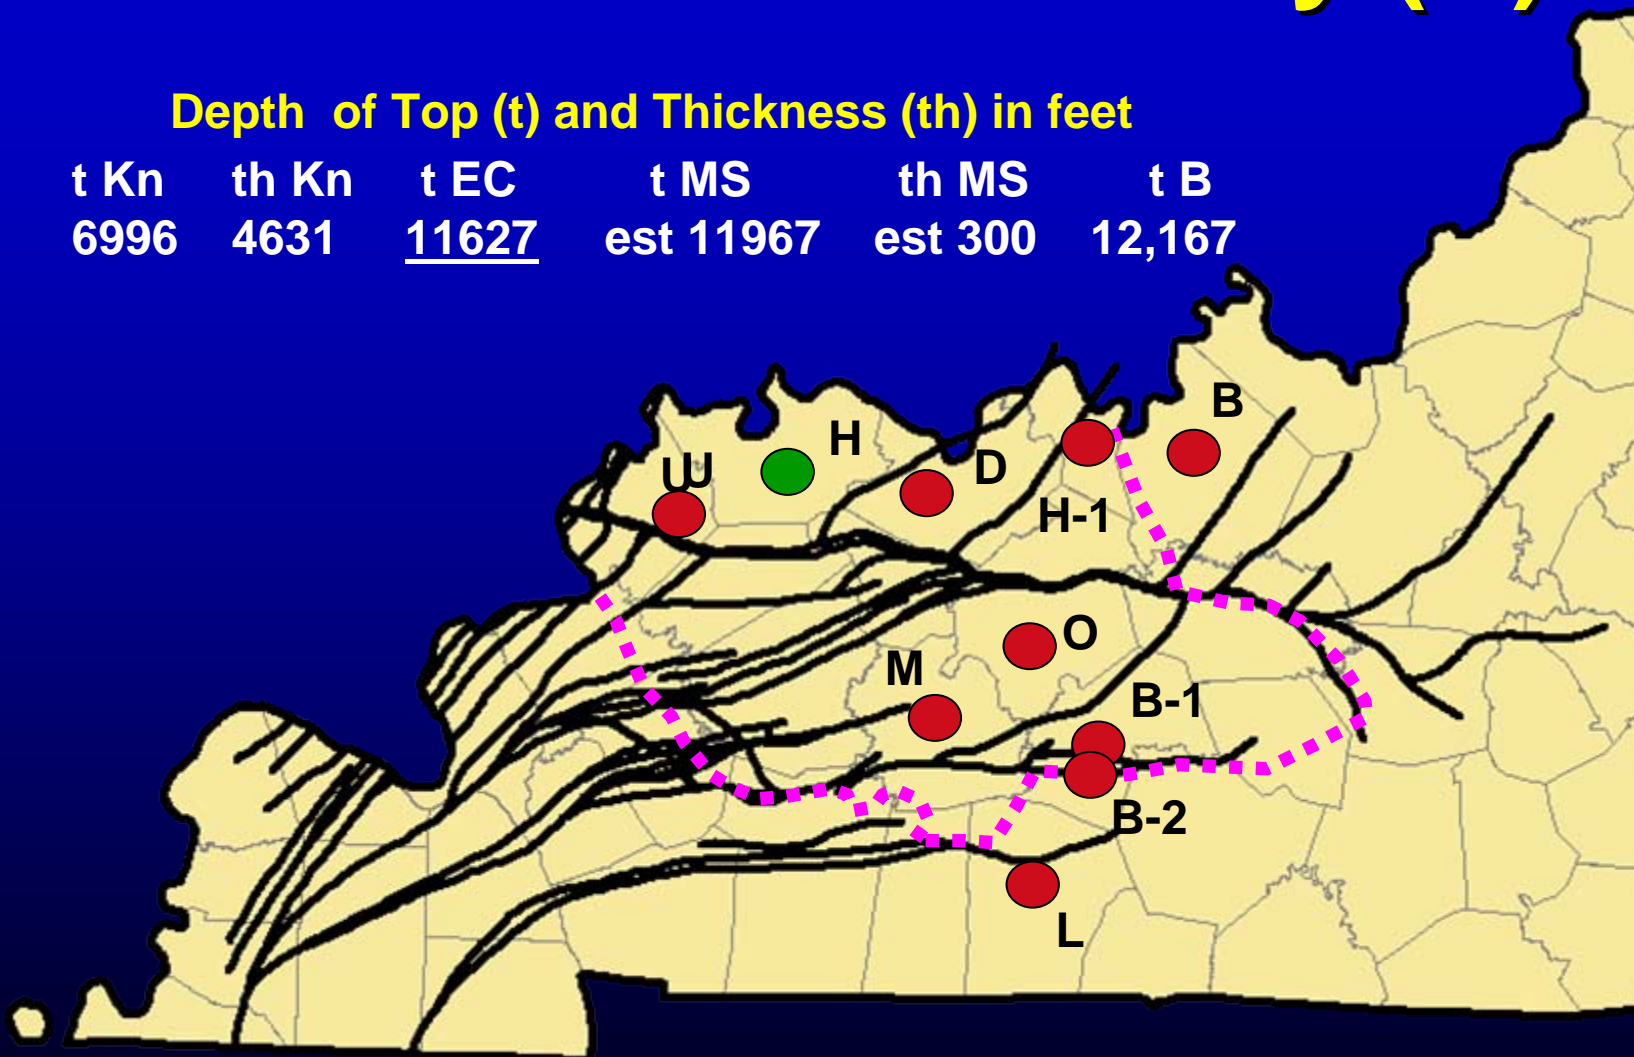 Depth of Top (t) and Thickness (th) in feet
t Kn th Kn t EC t MS th MS t B
6996 4631 11627 est 11967 est 300 12,167
B
H
D
U
U
H-1
O
M
B-1
B-2
L